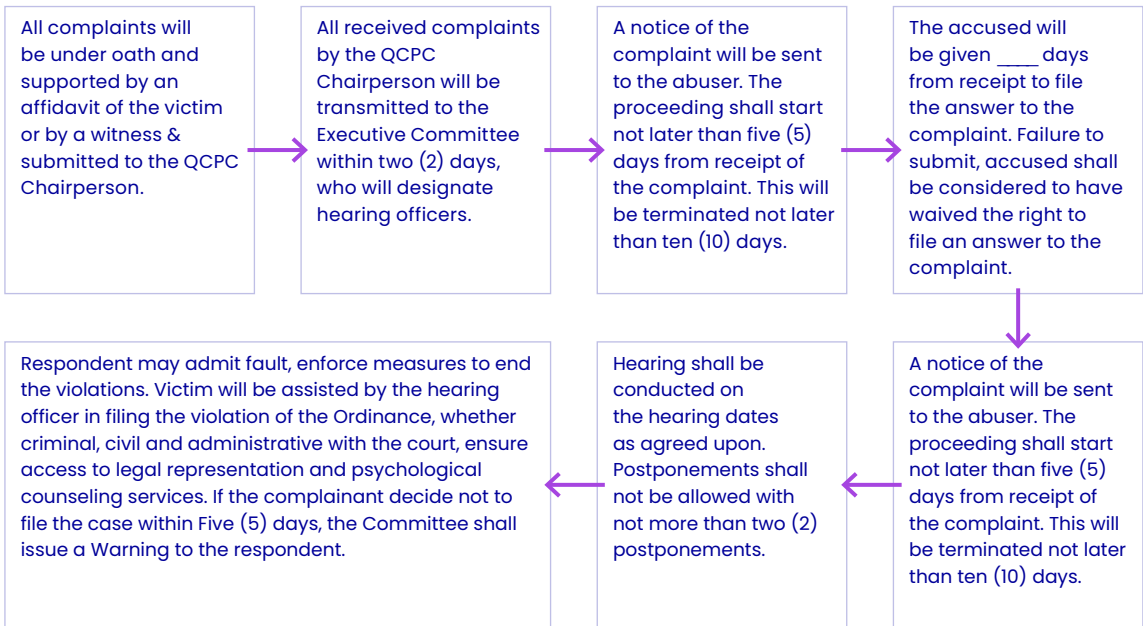 All complaints will
be under oath and
supported by an
affidavit of the victim
or by a witness &
submitted to the QCPC
Chairperson.
All received complaints
by the QCPC
Chairperson will be
transmitted to the
Executive Committee
within two (2) days,
who will designate
hearing officers.
A notice of the
complaint will be sent
to the abuser. The
proceeding shall start
not later than five (5)
days from receipt of
the complaint. This will
be terminated not later
than ten (10) days.
The accused will
be given ____ days
from receipt to file
the answer to the
complaint. Failure to
submit, accused shall
be considered to have
waived the right to
file an answer to the
complaint.
A notice of the
complaint will be sent
to the abuser. The
proceeding shall start
not later than five (5)
days from receipt of
the complaint. This will
be terminated not later
than ten (10) days.
Hearing shall be
conducted on
the hearing dates
as agreed upon.
Postponements shall
not be allowed with
not more than two (2)
postponements.
Respondent may admit fault, enforce measures to end
the violations. Victim will be assisted by the hearing
officer in filing the violation of the Ordinance, whether
criminal, civil and administrative with the court, ensure
access to legal representation and psychological
counseling services. If the complainant decide not to
file the case within Five (5) days, the Committee shall
issue a Warning to the respondent.